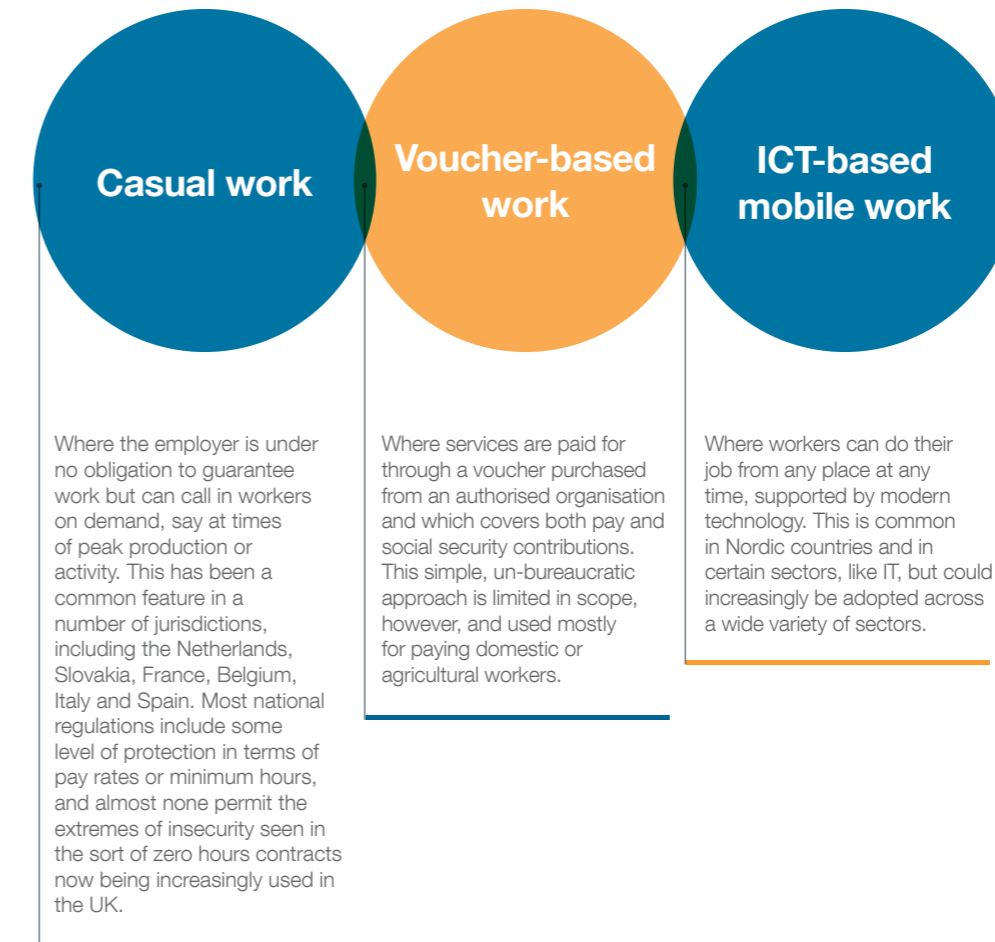 Casual work
Voucher-based
work
ICT-based
mobile work
Where the employer is under
no obligation to guarantee
work but can call in workers
on demand, say at times
of peak production or
activity. This has been a
common feature in a
number of jurisdictions,
including the Netherlands,
Slovakia, France, Belgium,
Italy and Spain. Most national
regulations include some
level of protection in terms of
pay rates or minimum hours,
and almost none permit the
extremes of insecurity seen in
the sort of zero hours contracts
now being increasingly used in
the UK.
Where services are paid for
through a voucher purchased
from an authorised organisation
and which covers both pay and
social security contributions.
This simple, un-bureaucratic
approach is limited in scope,
however, and used mostly
for paying domestic or
agricultural workers.
Where workers can do their
job from any place at any
time, supported by modern
technology. This is common
in Nordic countries and in
certain sectors, like IT, but could
increasingly be adopted across
a wide variety of sectors.